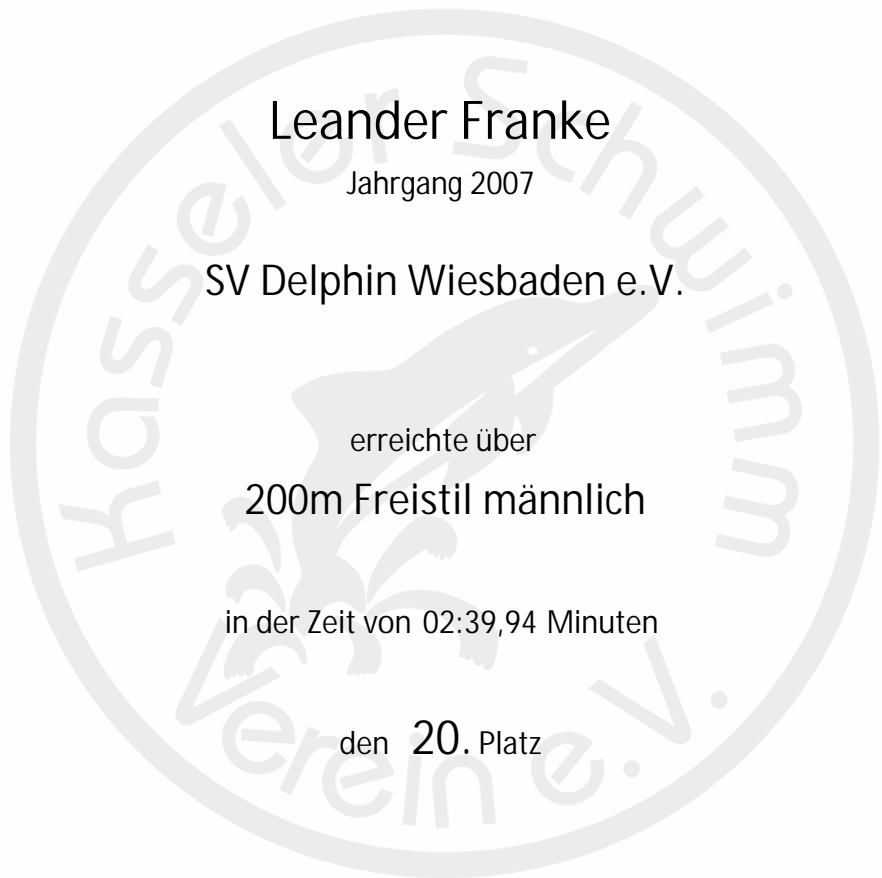 Leander Franke
Jahrgang 2007
SV Delphin Wiesbaden e.V.
erreichte über
200m Freistil männlich
in der Zeit von 02:39,94 Minuten
den 20. Platz
Kasseler Schwimm
Verein e.V.